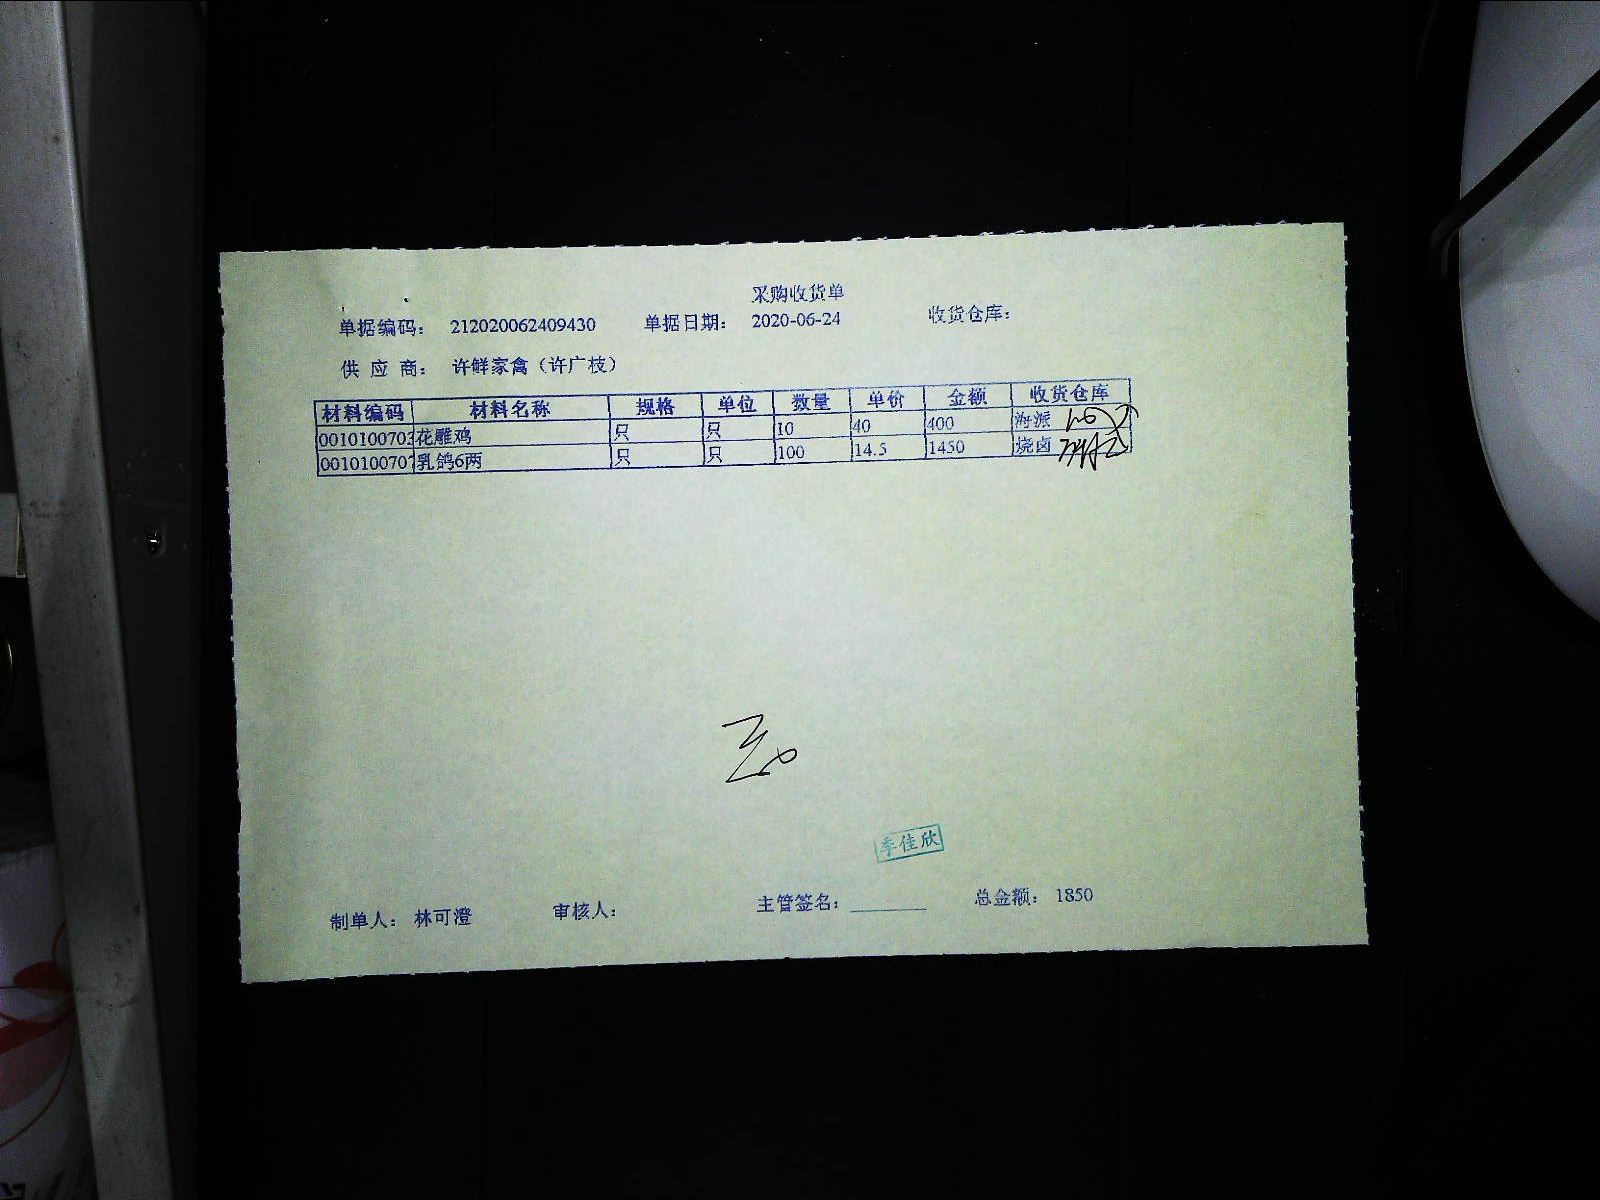 采购收货单
单据编码： 212020062409430 单据日期： 2020-06-24 收货仓库：
供 应 商： 许鲜家禽（许广枝）
材料编码 材料名称 规格 单位 数量 单价 金额 收货仓库
0010100703 花雕鸡 只 只 10 40 400 海派
0010100707 乳鸽6两 只 只 100 14.5 1450 烧卤
李佳欣
制单人： 林可澄 审核人： 主管签名： 总金额： 1850